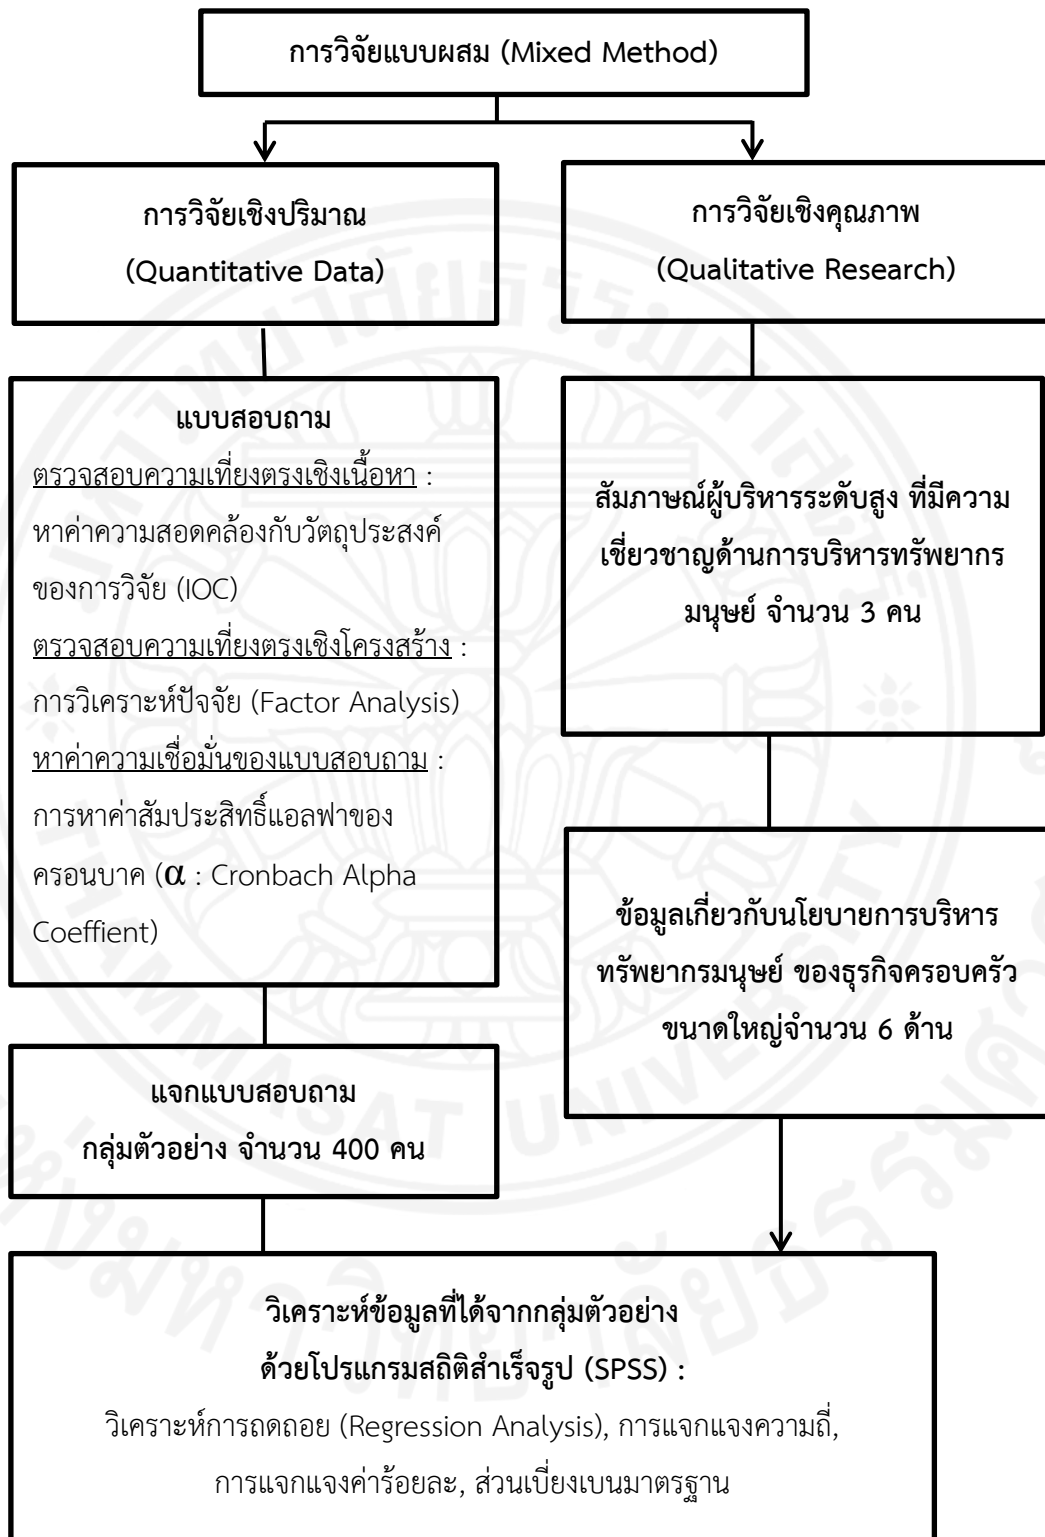 การวิจัยแบบผสม (Mixed Method)
การวิจัยเชิงปริมาณ
(Quantitative Data)
การวิจัยเชิงคุณภาพ
(Qualitative Research)
แบบสอบถาม
ตรวจสอบความเที่ยงตรงเชิงเนื้อหา :
หาค่าความสอดคล้องกับวัตถุประสงค์
ของการวิจัย (IOC)
ตรวจสอบความเที่ยงตรงเชิงโครงสร้าง :
การวิเคราะห์ปัจจัย (Factor Analysis)
หาค่าความเชื่อมั่นของแบบสอบถาม :
การหาค่าสัมประสิทธิ์แอลฟาของ
ครอนบาค (α : Cronbach Alpha
Coeffient)
สัมภาษณ์ผู้บริหารระดับสูง ที่มีความ
เชี่ยวชาญด้านการบริหารทรัพยากร
มนุษย์ จำนวน 3 คน
ข้อมูลเกี่ยวกับนโยบายการบริหาร
ทรัพยากรมนุษย์ ของธุรกิจครอบครัว
ขนาดใหญ่จำนวน 6 ด้าน
แจกแบบสอบถาม
กลุ่มตัวอย่าง จำนวน 400 คน
วิเคราะห์ข้อมูลที่ได้จากกลุ่มตัวอย่าง
ด้วยโปรแกรมสถิติสำเร็จรูป (SPSS) :
วิเคราะห์การถดถอย (Regression Analysis), การแจกแจงความถี่,
การแจกแจงค่าร้อยละ, ส่วนเบี่ยงเบนมาตรฐาน
THAMMASAT UNIVERSITY